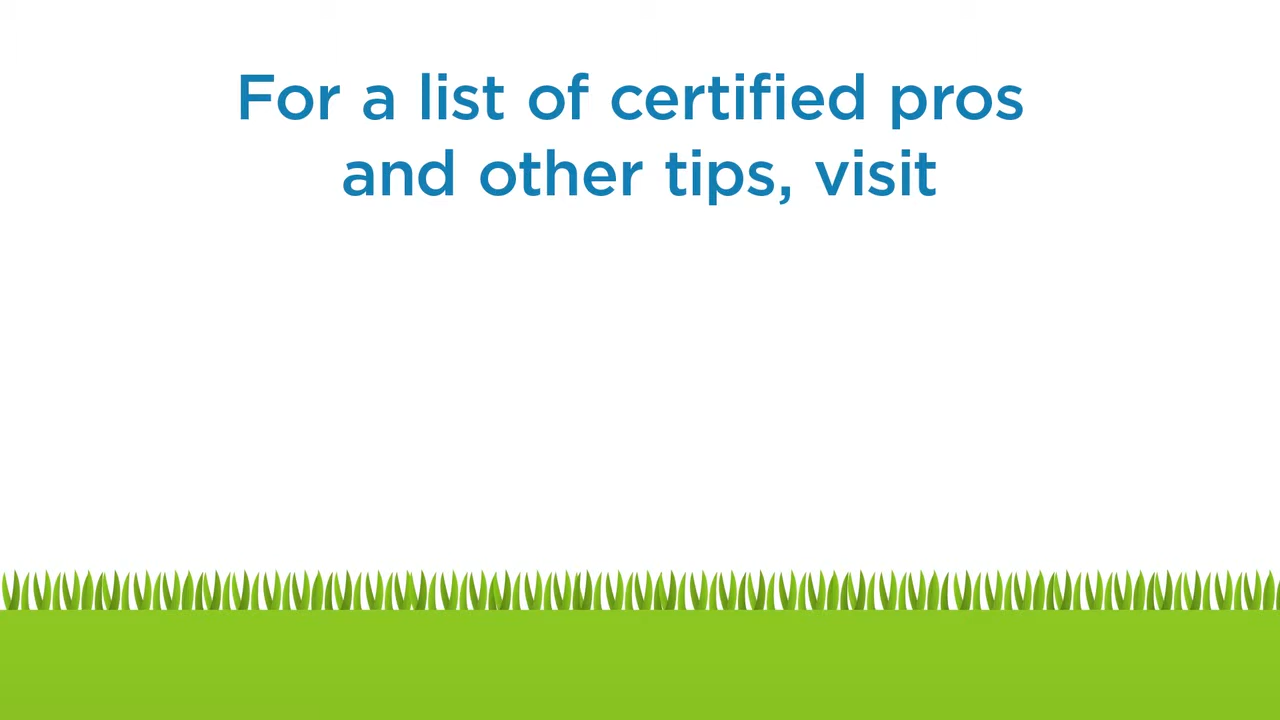 For a list of certified pros
and other tips, visit